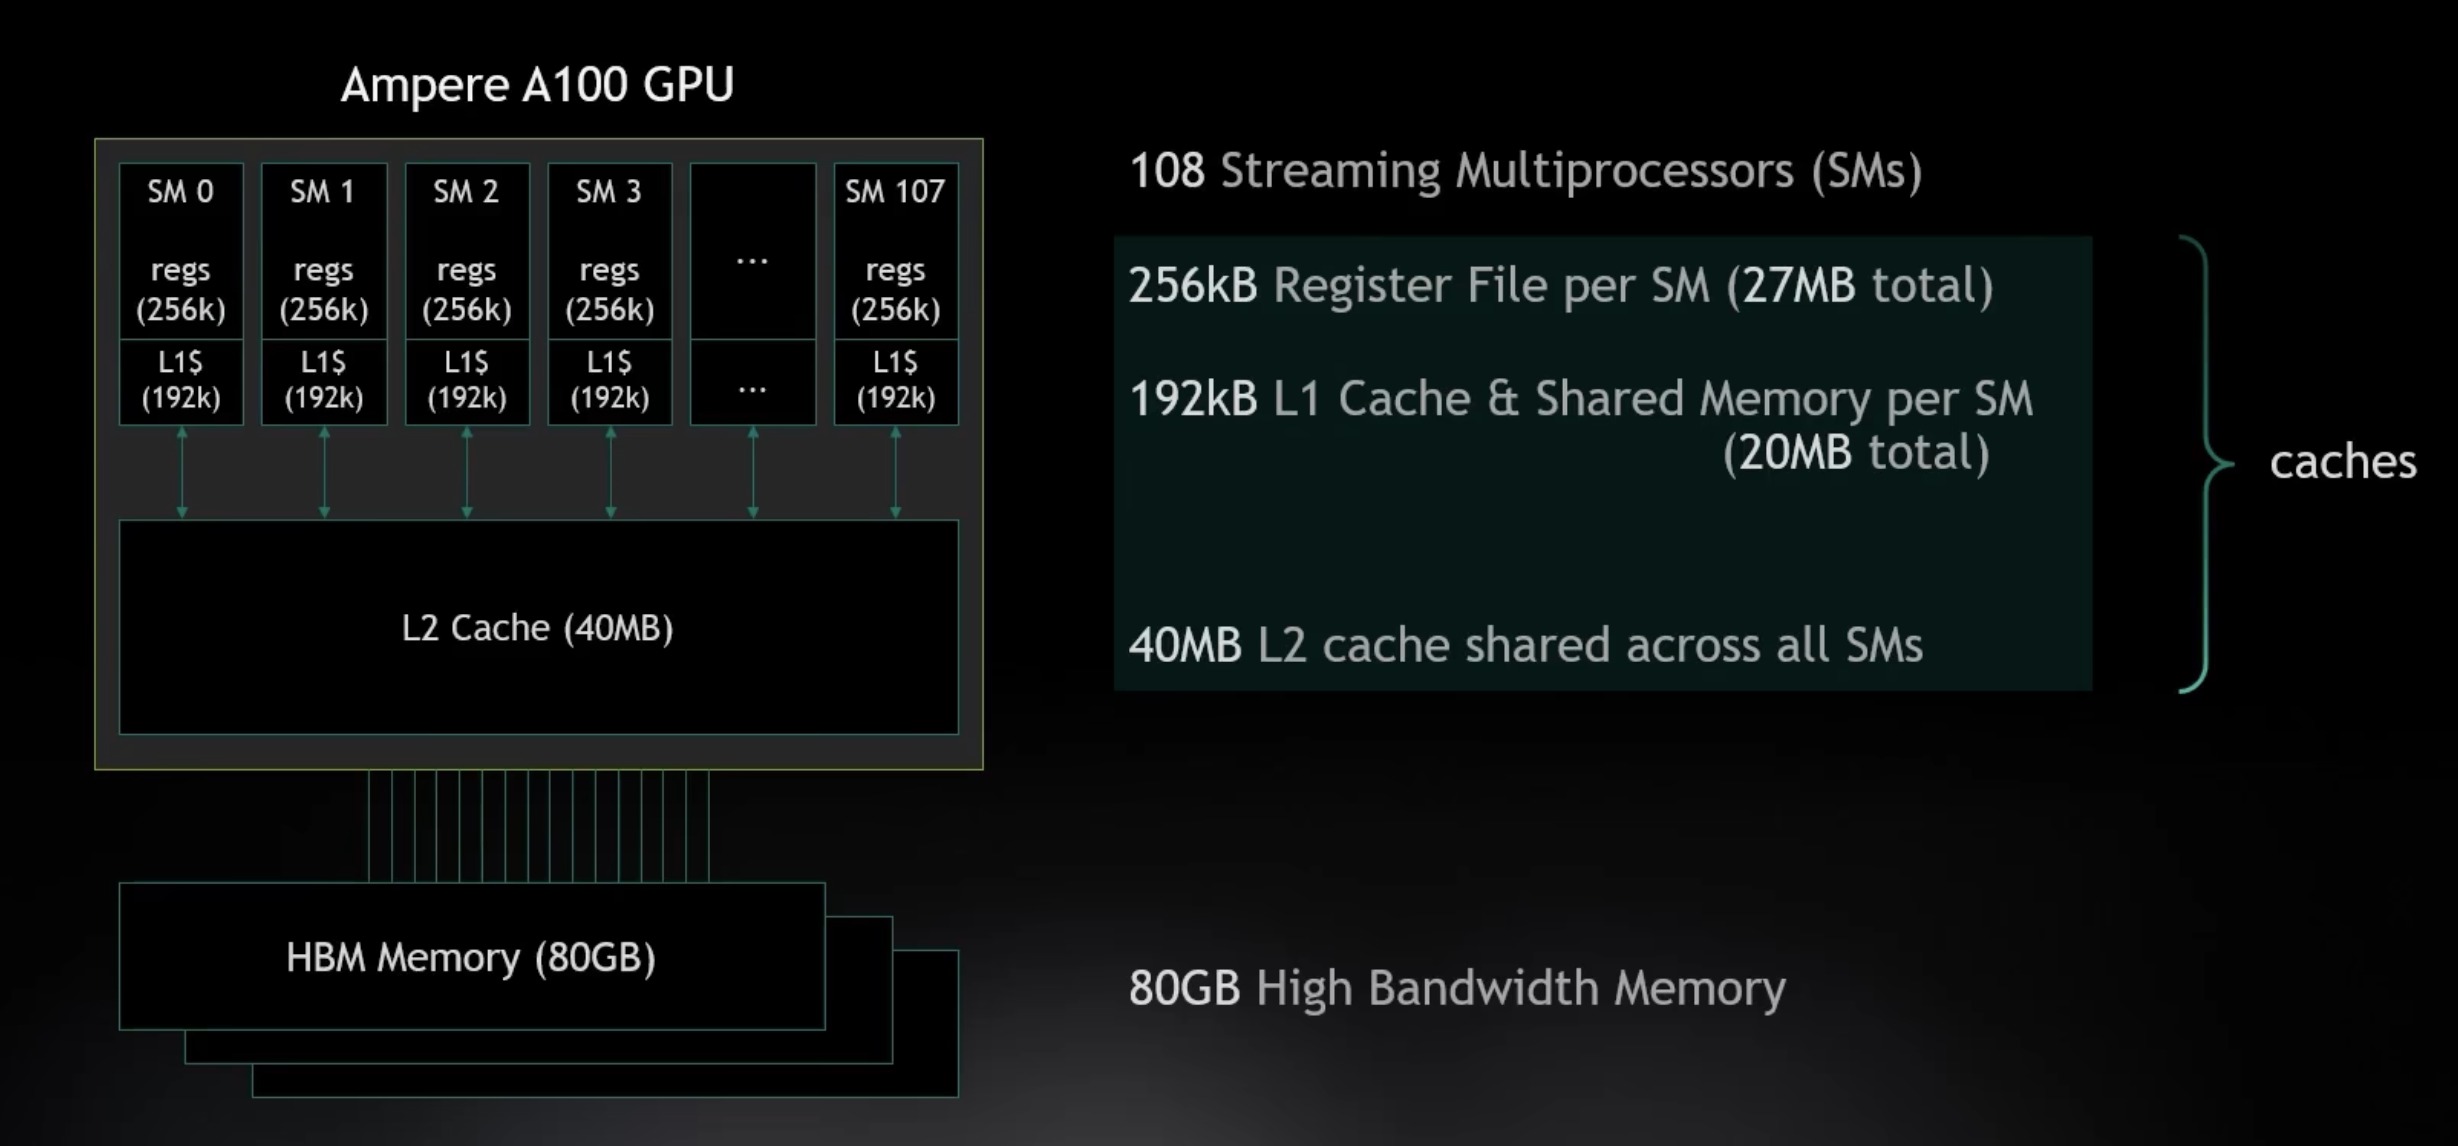 Ampere A100 GPU
SM 0
regs
(256k)
L1$
(192k)
SM 1
regs
(256k)
L1$
(192k)
SM 2
regs
(256k)
L1$
(192k)
SM 3
regs
(256k)
L1$
(192k)
...
...
SM 107
regs
(256k)
L1$
(192k)
L2 Cache (40MB)
HBM Memory (80GB)
108 Streaming Multiprocessors (SMs)
256kB Register File per SM (27MB total)
192kB L1 Cache & Shared Memory per SM
(20MB total)
40MB L2 cache shared across all SMs
caches
80GB High Bandwidth Memory